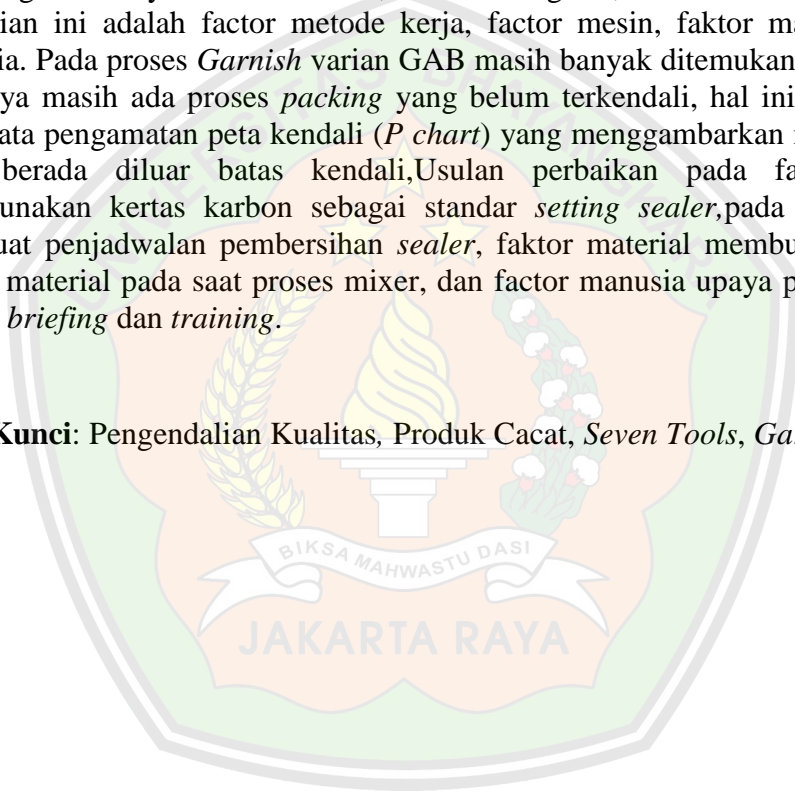 ian ini adalah factor metode kerja, factor mesin, faktor ma
ia. Pada proses Garnish varian GAB masih banyak ditemukan
ya masih ada proses packing yang belum terkendali, hal ini
ata pengamatan peta kendali (P chart) yang menggambarkan
berada diluar batas kendali,Usulan perbaikan pada fa
unakan kertas karbon sebagai standar setting sealer,pada
uat penjadwalan pembersihan sealer, faktor material membu
material pada saat proses mixer, dan factor manusia upaya p
briefing dan training.
Kunci: Pengendalian Kualitas, Produk Cacat, Seven Tools, Ga
UNIVERSITAS BHAYANGKARA
BIKSA MAHWASTU DASI
JAKARTA RAYA